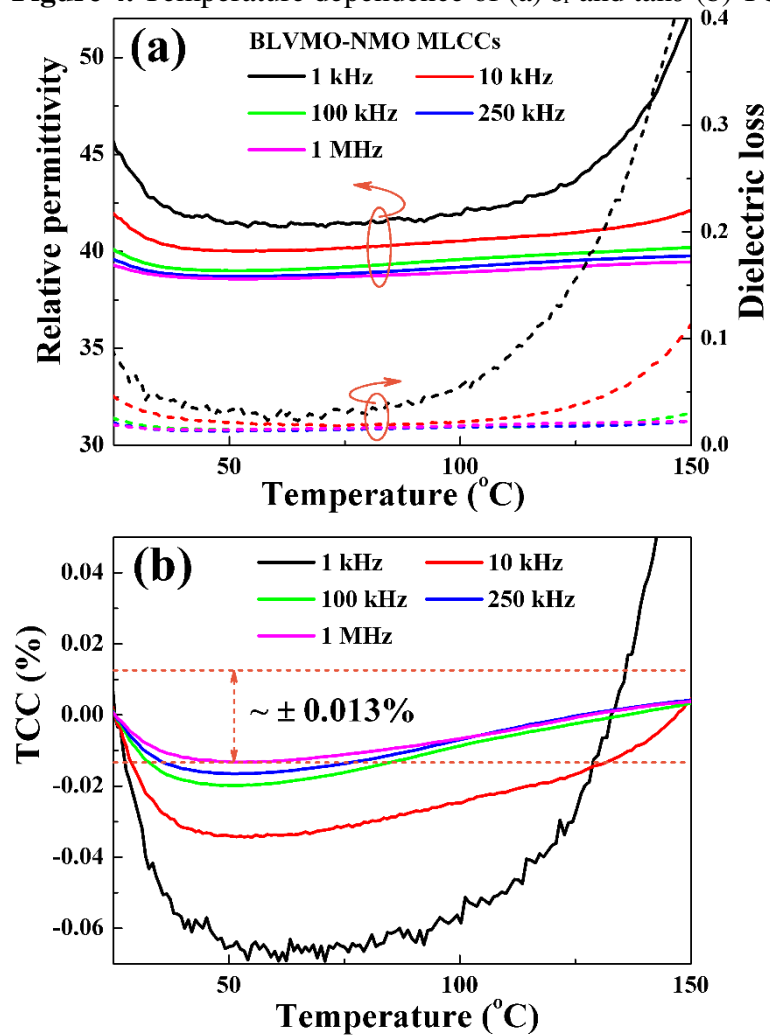 Figure 4. Temperature dependence of (a) εr and tanδ (b)
(a) BLVMO-NMO MLCCs
1 kHz 10 kHz
100 kHz 250 kHz
1 MHz
Relative permittivity
50
45
40
35
30
Dielectric loss
0.4
0.3
0.2
0.1
0.0
50 100 150
Temperature (°C)
(b)
1 kHz 10 kHz
100 kHz 250 kHz
1 MHz
TCC (%)
0.04
0.02
0.00
-0.02
-0.04
-0.06
~ ± 0.013%
50 100 150
Temperature (°C)